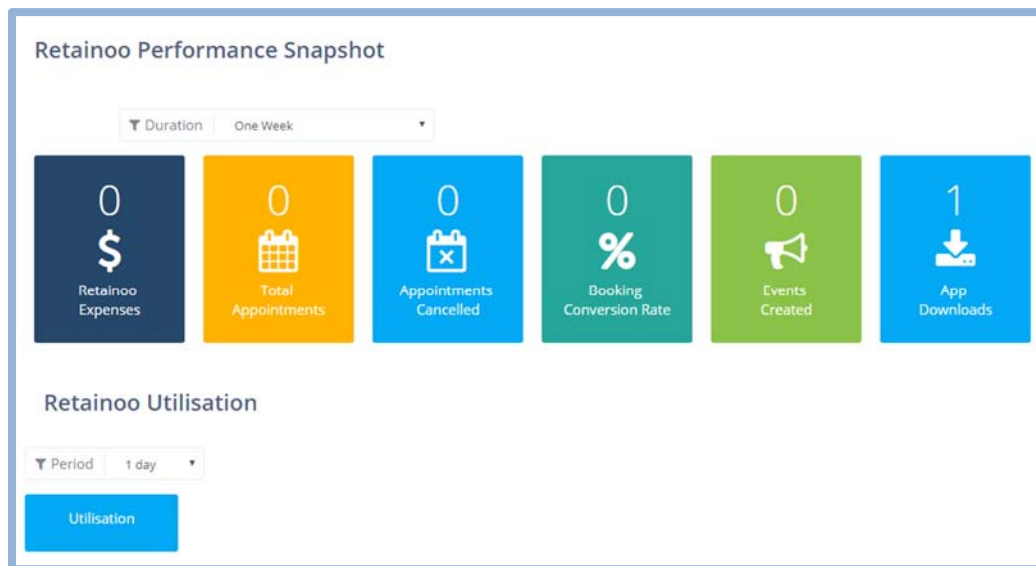 Retainoo Performance Snapshot
Duration One Week
0 0 0 0 0 1
$ %
Retainoo Total Appointments Booking Events App
Expenses Appointments Cancelled Conversion Rate Created Downloads
Retainoo Utilisation
Period 1 day
Utilisation